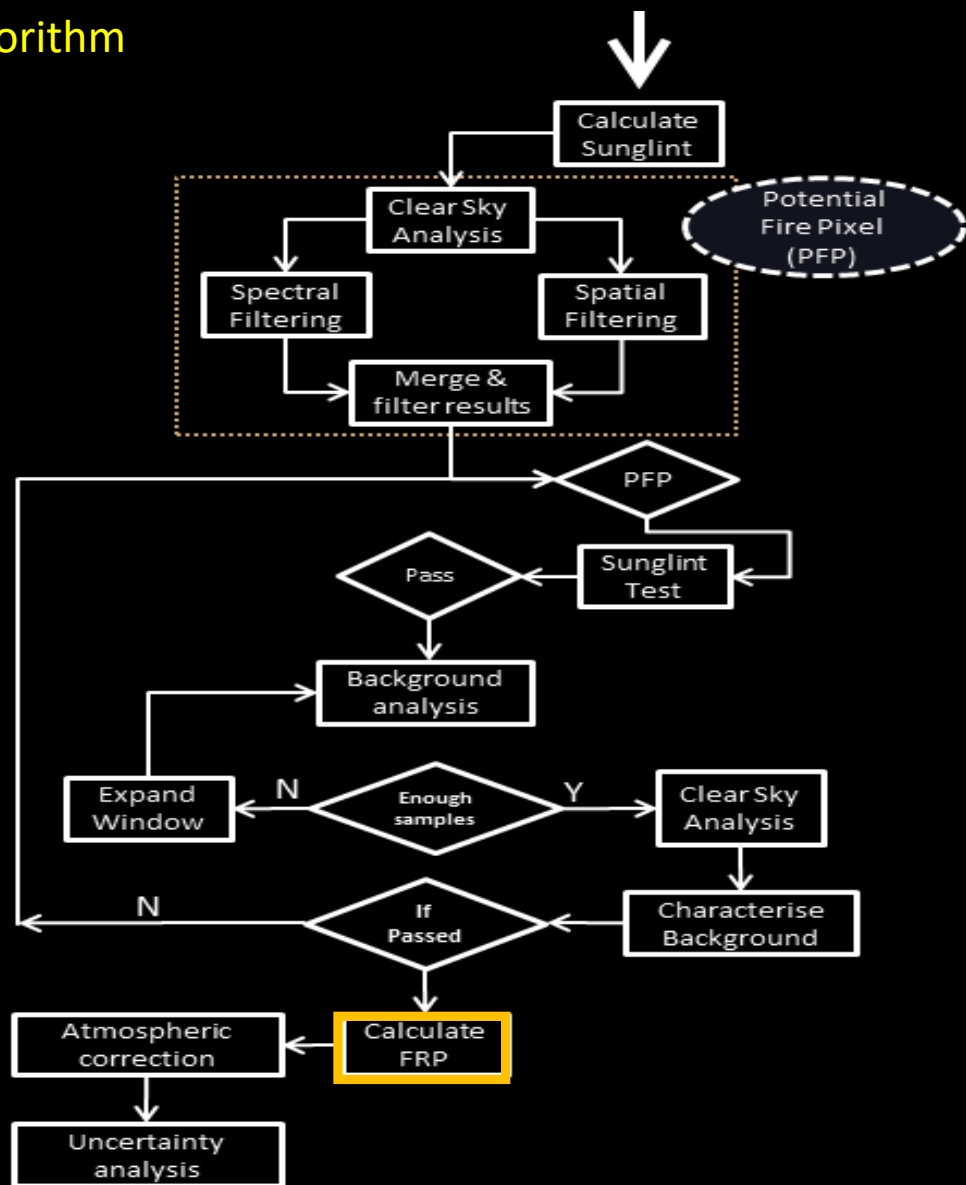 orithm
Calculate
Sunglint
Clear Sky
Analysis
Potential
Fire Pixel
(PFP)
Spectral
Filtering
Spatial
Filtering
Merge &
filter results
PFP
Pass
Sunglint
Test
Background
analysis
Expand
Window
N
Enough
samples
Y
Clear Sky
Analysis
N
If
Passed
Characterise
Background
Atmospheric
correction
Calculate
FRP
Uncertainty
analysis